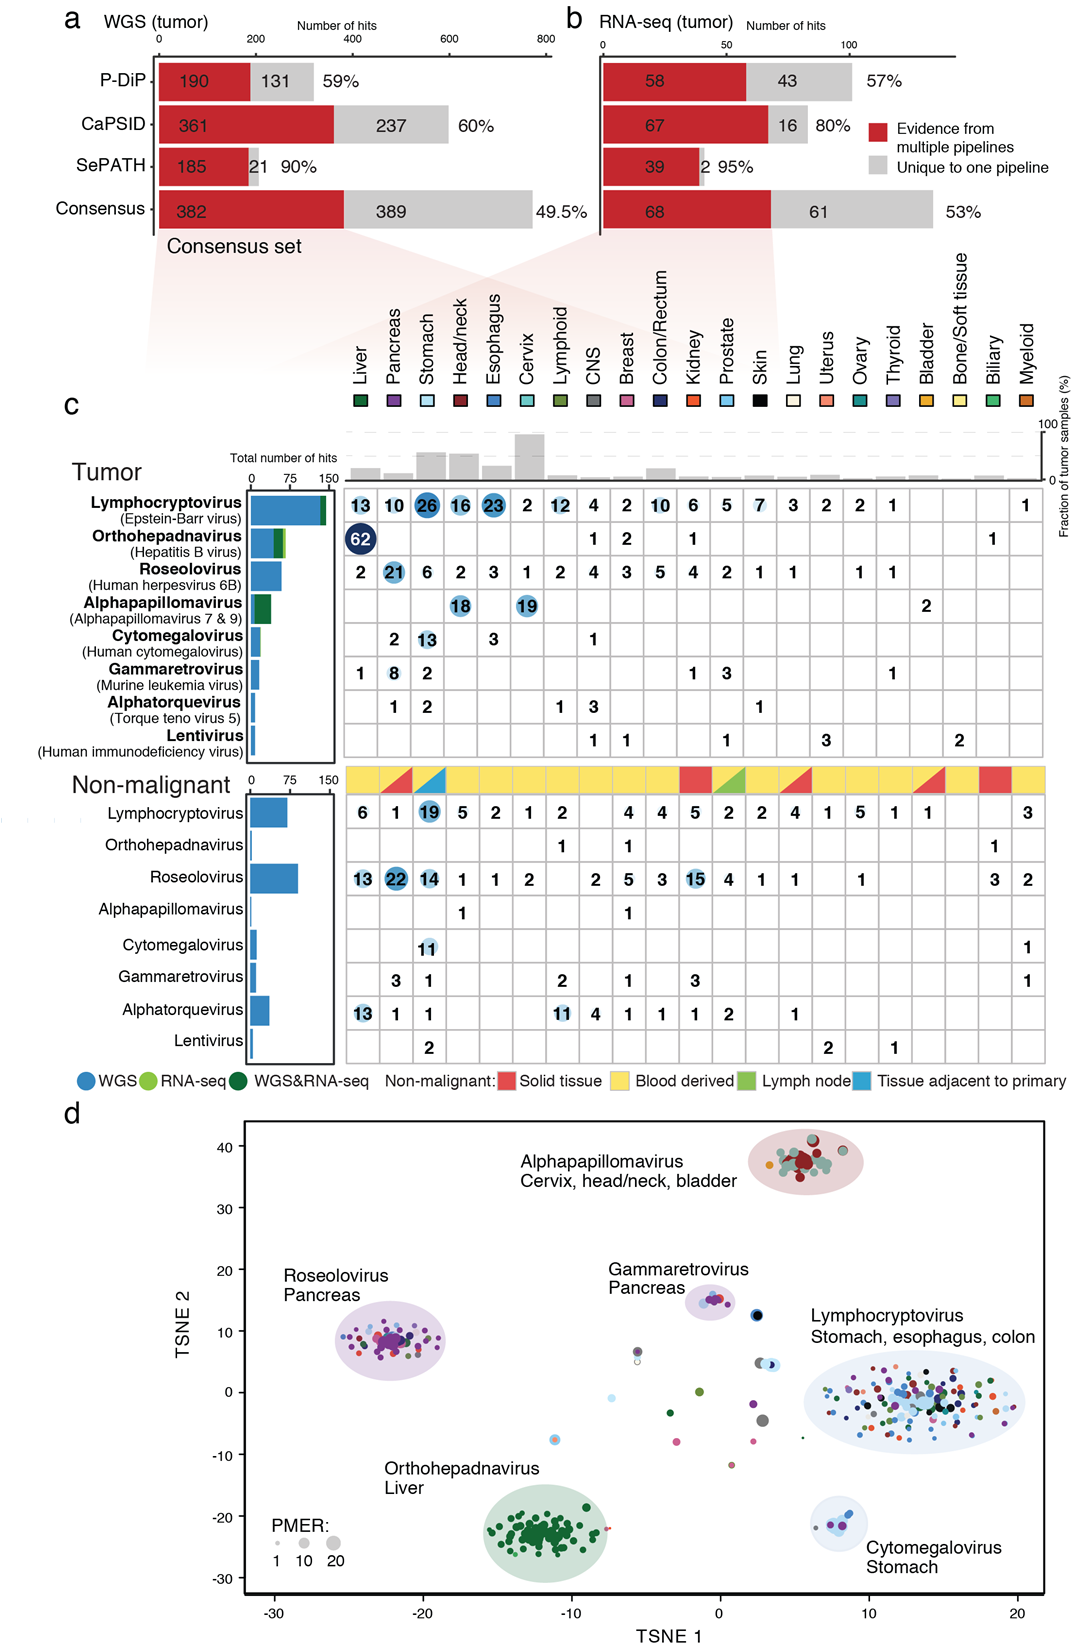 a WGS (tumor) Number of hits
0 200 400 600 800
P-DiP 190 131 59%
CaPSID 361 237 60%
SePATH 185 21 90%
Consensus 382 389 49.5%
Consensus set
b RNA-seq (tumor) Number of hits
0 50 100
58 43 57%
67 16 80%
39 2 95%
68 61 53%
Evidence from
multiple pipelines
Unique to one pipeline
c
Liver
Pancreas
Stomach
Head/neck
Esophagus
Cervix
Lymphoid
CNS
Breast
Colon/Rectum
Kidney
Prostate
Skin
Lung
Uterus
Ovary
Thyroid
Bladder
Bone/Soft tissue
Biliary
Myeloid
100
0
Fraction of tumor samples (%)
Tumor
Total number of hits
0 75 150
Lymphocryptovirus 13 10 26 16 23 2 12 4 2 10 6 5 7 3 2 2 1 1
(Epstein-Barr virus)
Orthohepadnavirus 62 1 2 1 1
(Hepatitis B virus)
Roseolovirus 2 21 6 2 3 1 2 4 3 5 4 2 1 1 1 1
(Human herpesvirus 6B)
Alphapapillomavirus 18 19 2
(Alphapapillomavirus 7 & 9)
Cytomegalovirus 2 13 3 1
(Human cytomegalovirus)
Gammaretrovirus 1 8 2 1 3 1
(Murine leukemia virus)
Alphatorquevirus 1 2 1 3 1
(Torque teno virus 5)
Lentivirus 1 1 1 3 2
(Human immunodeficiency virus)
Non-malignant 0 75 150
Lymphocryptovirus 6 1 19 5 2 1 2 4 4 5 2 2 4 1 5 1 1 3
Orthohepadnavirus 1 1 1
Roseolovirus 13 22 14 1 1 2 2 5 3 15 4 1 1 1 3 2
Alphapapillomavirus 1 1
Cytomegalovirus 11 1
Gammaretrovirus 3 1 2 1 3 1
Alphatorquevirus 13 1 1 11 4 1 1 1 2 1
Lentivirus 2 2 1
WGS RNA-seq WGS&RNA-seq Non-malignant: Solid tissue Blood derived Lymph node Tissue adjacent to primary
d
TSNE 2
40
30
20
10
0
-10
-20
-30
Alphapapillomavirus
Cervix, head/neck, bladder
Roseolovirus
Pancreas
Gammaretrovirus
Pancreas
Lymphocryptovirus
Stomach, esophagus, colon
Orthohepadnavirus
Liver
Cytomegalovirus
Stomach
PMER:
1 10 20
-30 -20 -10 0 10 20
TSNE 1